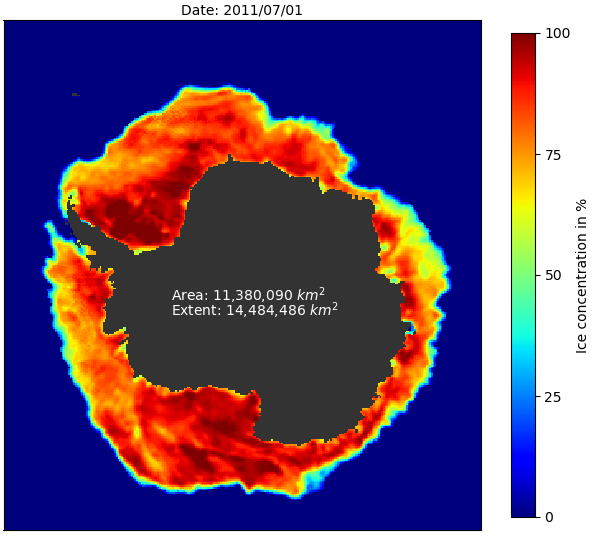 Date: 2011/07/01
Area: 11,380,090 km²
Extent: 14,484,486 km²
100
75
50
25
0
Ice concentration in %